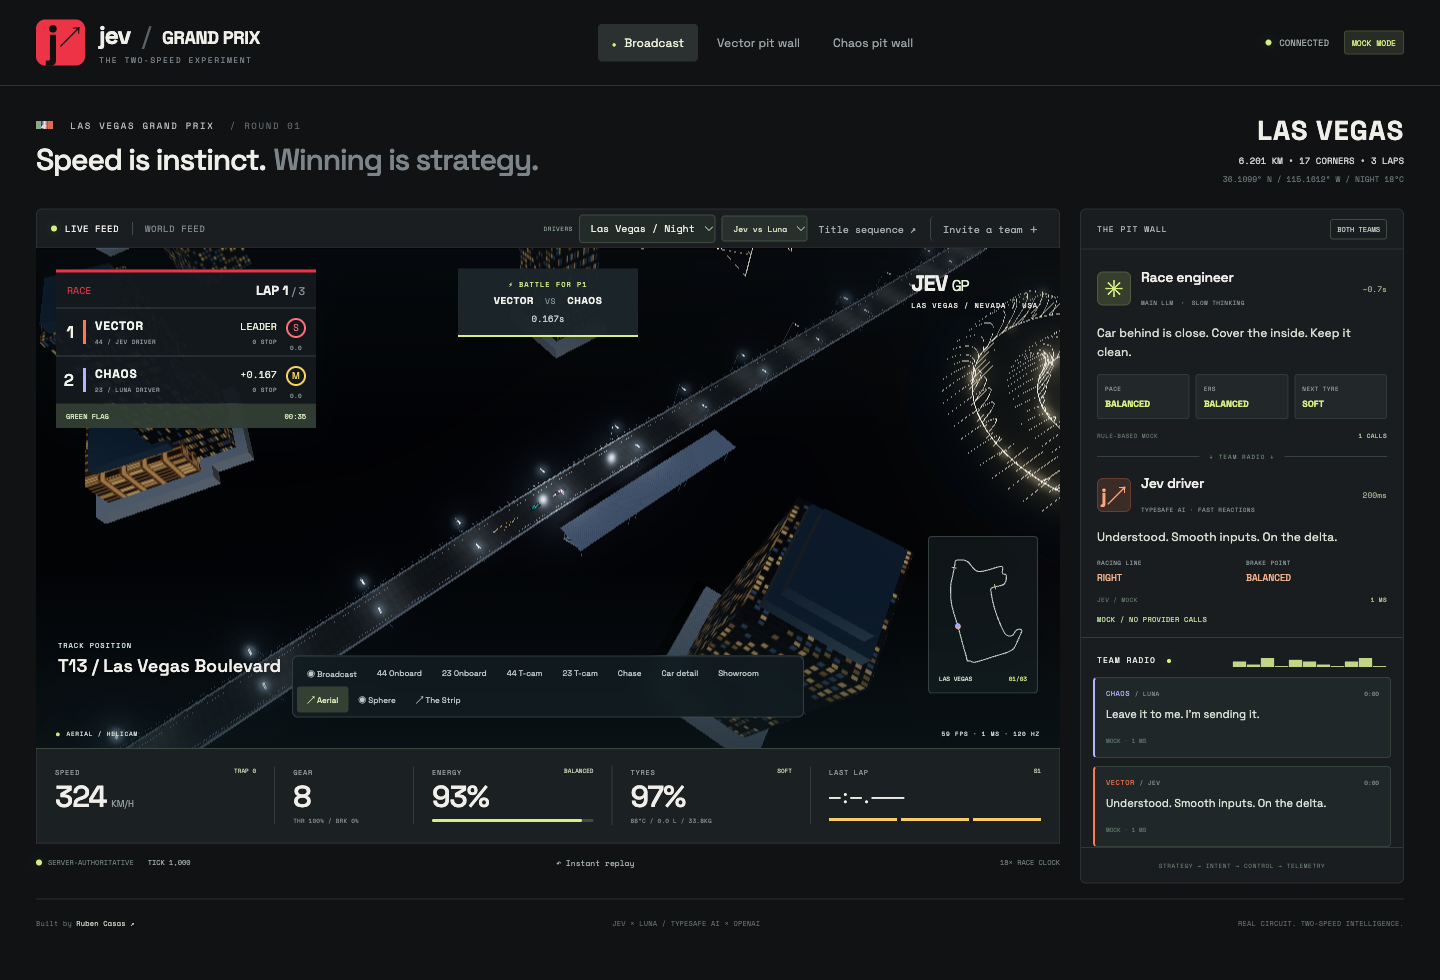 jev / GRAND PRIX
THE TWO-SPEED EXPERIMENT
Broadcast
Vector pit wall
Chaos pit wall
CONNECTED
MOCK MODE
LAS VEGAS GRAND PRIX / ROUND 01
Speed is instinct. Winning is strategy.
LAS VEGAS
6.201 KM • 17 CORNERS • 3 LAPS
36.1099° N / 115.1612° W / NIGHT 18°C
LIVE FEED
WORLD FEED
DRIVERS
Las Vegas / Night
Jev vs Luna
Title sequence ↗
Invite a team +
RACE
LAP 1 / 3
1 VECTOR LEADER S
44 / JEV DRIVER 0 STOP 0.0
2 CHAOS +0.167 M
23 / LUNA DRIVER 0 STOP 0.0
GREEN FLAG 00:35
⚡ BATTLE FOR P1
VECTOR VS CHAOS
0.167s
JEV GP
LAS VEGAS / NEVADA / USA
TRACK POSITION
T13 / Las Vegas Boulevard
Broadcast
44 Onboard
23 Onboard
44 T-cam
23 T-cam
Chase
Car detail
Showroom
Aerial
Sphere
The Strip
LAS VEGAS 01/03
AERIAL / HELICAM
59 FPS · 1 MS · 120 HZ
SPEED TRAP 0
324 KM/H
GEAR
8
THR 100% / BRK 0%
ENERGY BALANCED
93%
TYRES SOFT
97%
88°C / 0.0 L / 33.8KG
LAST LAP S1
—:—.——
SERVER-AUTHORITATIVE TICK 1,000
↶ Instant replay
18× RACE CLOCK
THE PIT WALL
BOTH TEAMS
Race engineer
MAIN LLM · SLOW THINKING
~0.7s
Car behind is close. Cover the inside. Keep it
clean.
PACE
BALANCED
ERS
BALANCED
NEXT TYRE
SOFT
RULE-BASED MOCK 1 CALLS
↓ TEAM RADIO ↓
j
Jev driver
TYPESAFE AI · FAST REACTIONS
200ms
Understood. Smooth inputs. On the delta.
RACING LINE
RIGHT
BRAKE POINT
BALANCED
JEV / MOCK 1 MS
MOCK / NO PROVIDER CALLS
TEAM RADIO
CHAOS / LUNA 0:00
Leave it to me. I'm sending it.
MOCK · 1 MS
VECTOR / JEV 0:00
Understood. Smooth inputs. On the delta.
MOCK · 1 MS
STRATEGY → INTENT → CONTROL → TELEMETRY
Built by Ruben Casas ↗
JEV × LUNA / TYPESAFE AI × OPENAI
REAL CIRCUIT. TWO-SPEED INTELLIGENCE.